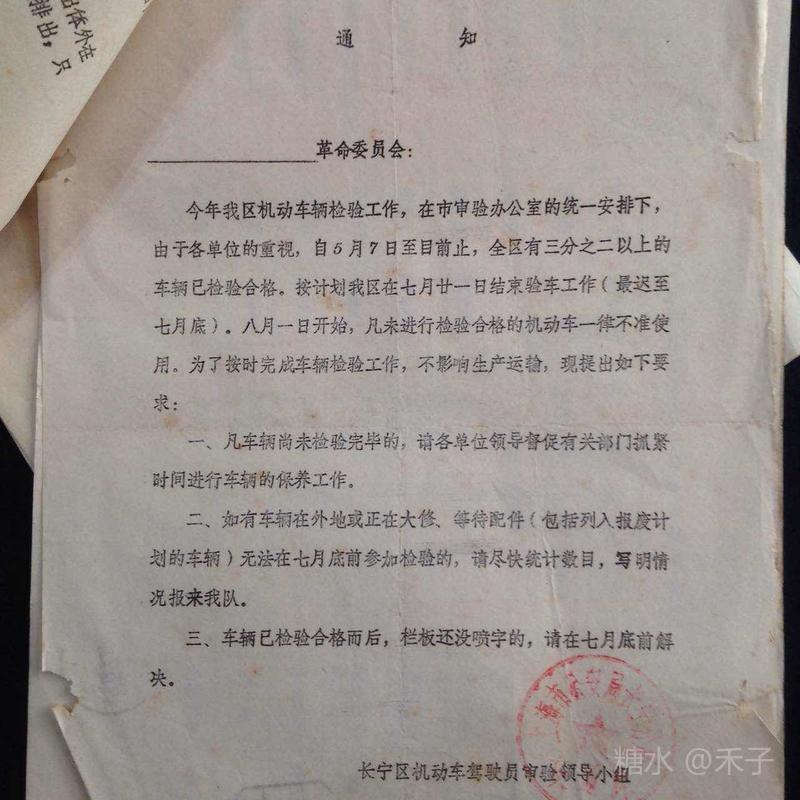 出体外在
排出，只
通 知
革命委员会：
今年我区机动车辆检验工作，在市审验办公室的统一安排下，
由于各单位的重视，自5月7日至目前止，全区有三分之二以上的
车辆已检验合格。按计划我区在七月廿一日结束验车工作（最迟至
七月底）。八月一日开始，凡未进行检验合格的机动车一律不准使
用。为了按时完成车辆检验工作，不影响生产运输，现提出如下要
求：
一、凡车辆尚未检验完毕的，请各单位领导督促有关部门抓紧
时间进行车辆的保养工作。
二、如有车辆在外地或正在大修、等待配件（包括列入报废计
划的车辆）无法在七月底前参加检验的，请尽快统计数目，写明情
况报来我队。
三、车辆已检验合格而后，栏板还没喷字的，请在七月底前解
决。
海市公安局
长宁区机动车驾驶员审验领导小组
糖水 @禾子